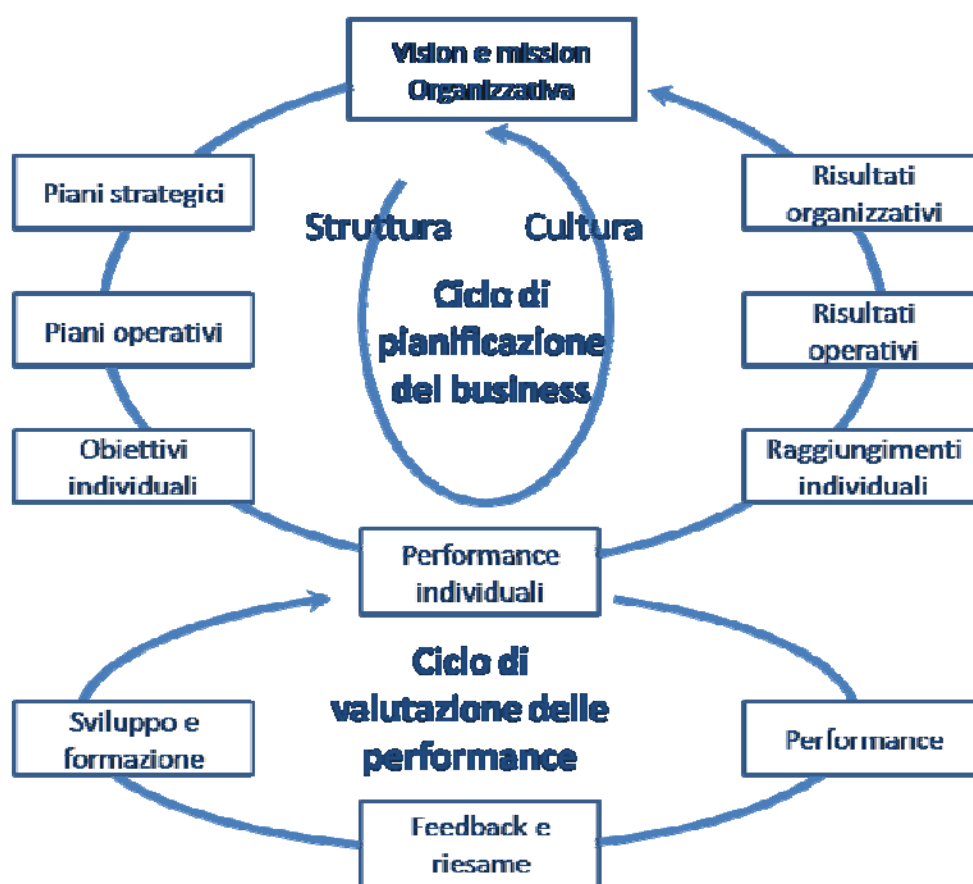 Vision e mission
Organizzativa
Piani strategici
Risultati
organizzativi
Struttura
Cultura
Ciclo di
pianificazione
del business
Piani operativi
Risultati
operativi
Obiettivi
individuali
Raggiungimenti
individuali
Performance
individuali
Ciclo di
valutazione delle
performance
Sviluppo e
formazione
Performance
Feedback e
riesame